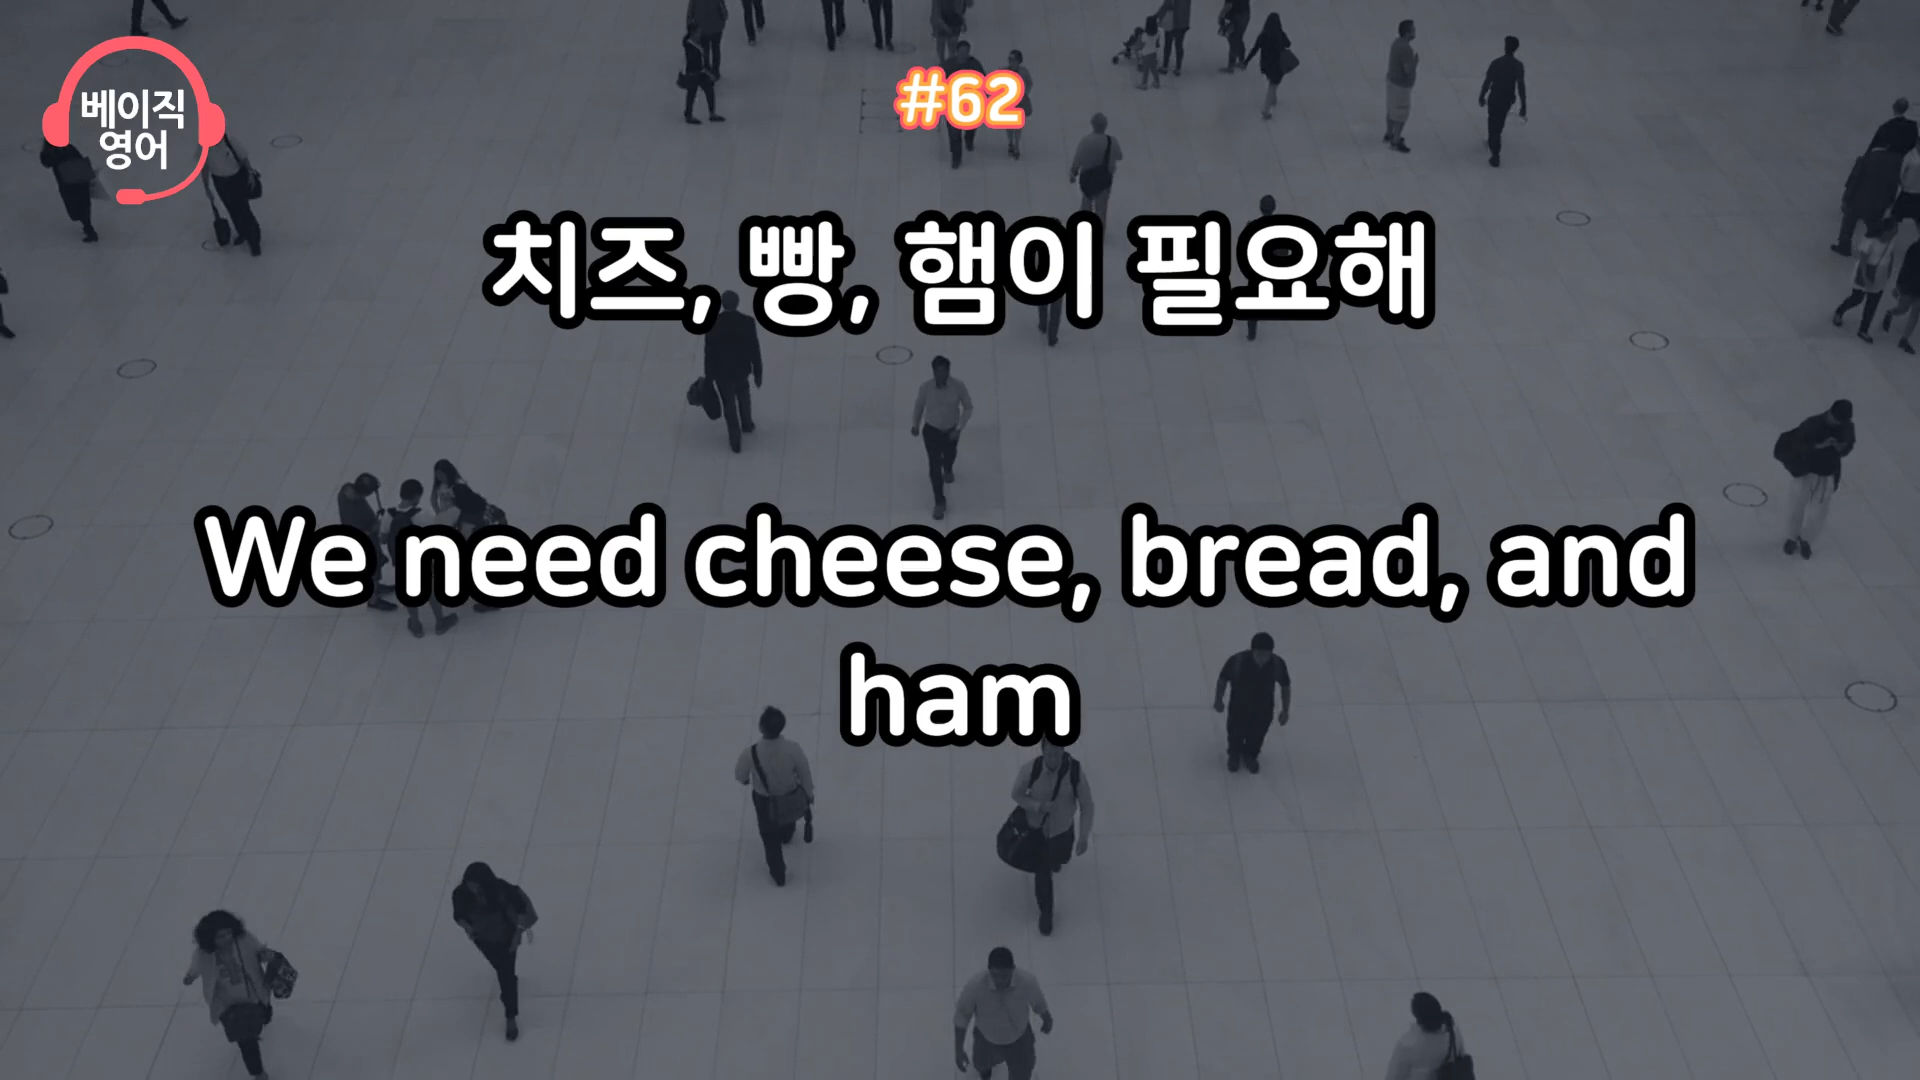 베이직
영어
#62
치즈, 빵, 햄이 필요해
We need cheese, bread, and
ham